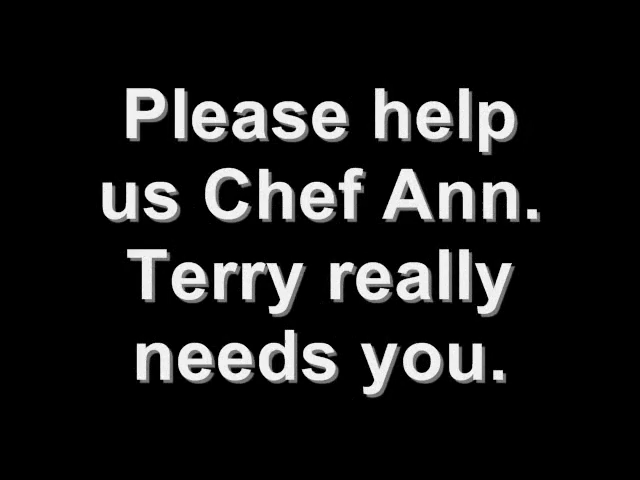 Please help
us Chef Ann.
Terry really
needs you.